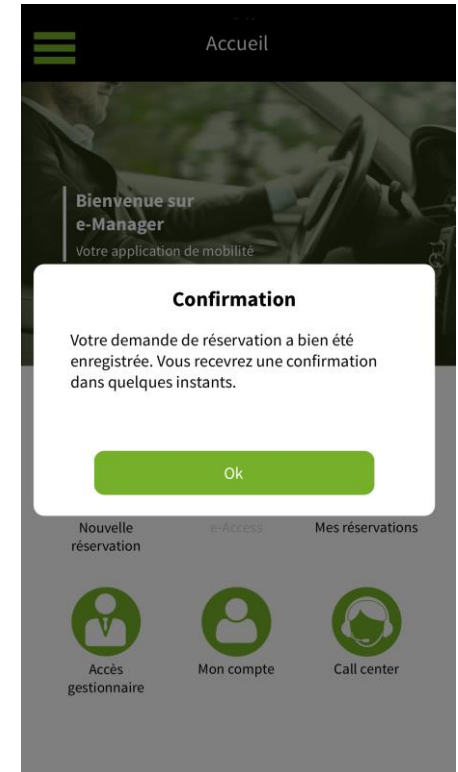 Accueil
Bienvenue sur
e-Manager
Votre application de mobilité
Confirmation
Votre demande de réservation a bien été
enregistrée. Vous recevrez une confirmation
dans quelques instants.
Ok
Nouvelle
réservation
e-Access
Mes réservations
Accès
gestionnaire
Mon compte
Call center